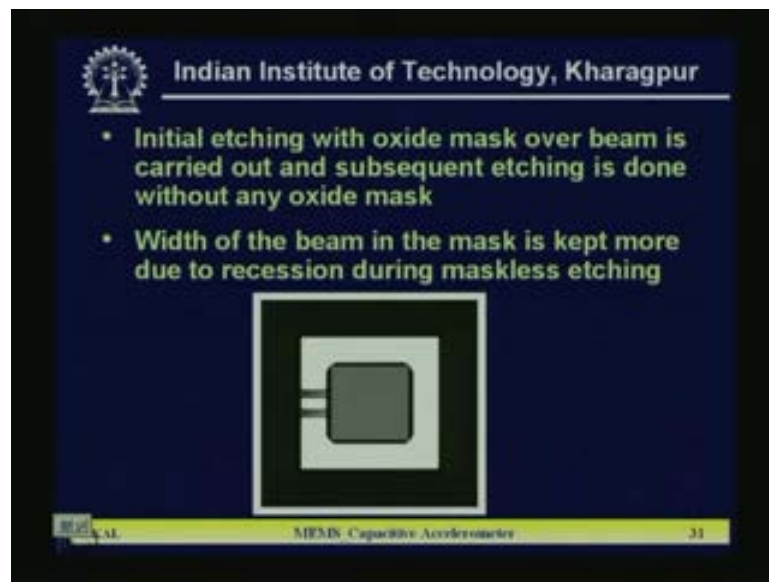 Indian Institute of Technology, Kharagpur
• Initial etching with oxide mask over beam is
carried out and subsequent etching is done
without any oxide mask
• Width of the beam in the mask is kept more
due to recession during maskless etching
MEMS Capacitive Accelerometer
31